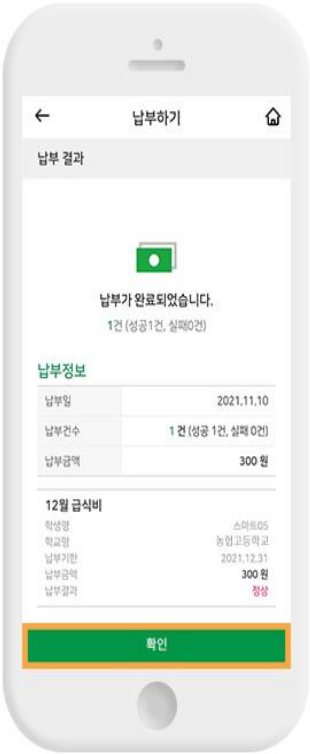 납부하기
납부 결과
납부가 완료되었습니다.
1건 (성공1건, 실패0건)
납부정보
납부일 2021.11.10
납부건수 1 건 (성공 1건, 실패 0건)
납부금액 300 원
12월 급식비
학생명 스마트05
학교명 농협고등학교
납부기한 2021.12.31
납부금액 300 원
납부결과 정상
확인